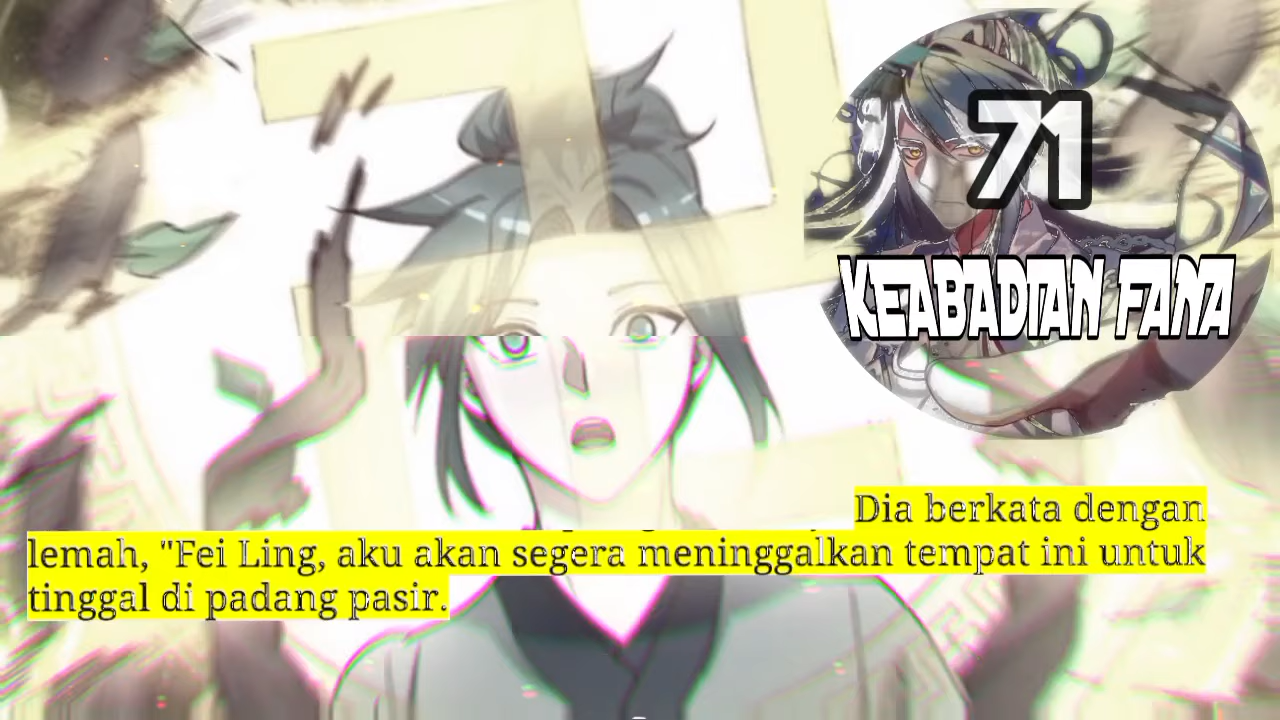 71
KEABADIAN FANA
Dia berkata dengan
lemah, "Fei Ling, aku akan segera meninggalkan tempat ini untuk
tinggal di padang pasir.